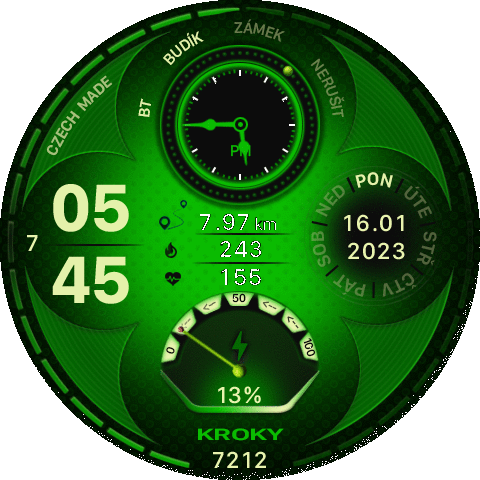 CZECH MADE
BT
BUDÍK
ZÁMEK
NERUŠIT
PM
05
45
7
7.97 km
243
155
PON
ÚTE
STŘ
ČTV
PÁT
SOB
NED
16.01
2023
0
<--
<--
50
<--
<--
100
13%
KROKY
7212